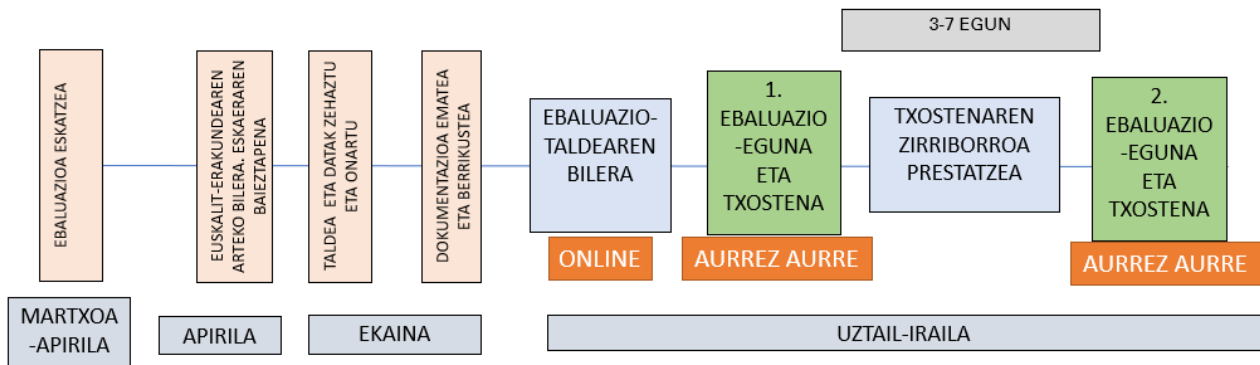 3-7 EGUN
EBALUAZIOA ESKATZEA
EUSKALIT-ERAKUNDEAREN
ARTEKO BILERA. ESKAERAREN
BAIEZTAPENA
TALDEA ETA DATAK ZEHAZTU
ETA ONARTU
DOKUMENTAZIOA EMATEA
ETA BERRIKUSTEA
EBALUAZIO-
TALDEAREN
BILERA
1.
EBALUAZIO
-EGUNA
ETA
TXOSTENA
TXOSTENAREN
ZIRRIBORROA
PRESTATZEA
2.
EBALUAZIO
-EGUNA
ETA
TXOSTENA
ONLINE
AURREZ AURRE
AURREZ AURRE
MARTXOA
-APIRILA
APIRILA
EKAINA
UZTAIL-IRAILA